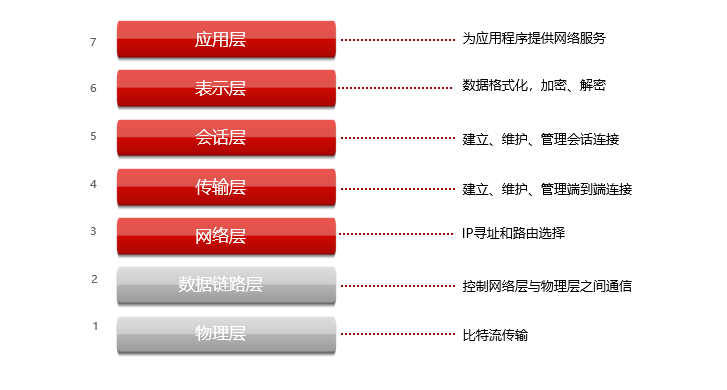 7 应用层 为应用程序提供网络服务
6 表示层 数据格式化，加密、解密
5 会话层 建立、维护、管理会话连接
4 传输层 建立、维护、管理端到端连接
3 网络层 IP寻址和路由选择
2 数据链路层 控制网络层与物理层之间通信
1 物理层 比特流传输